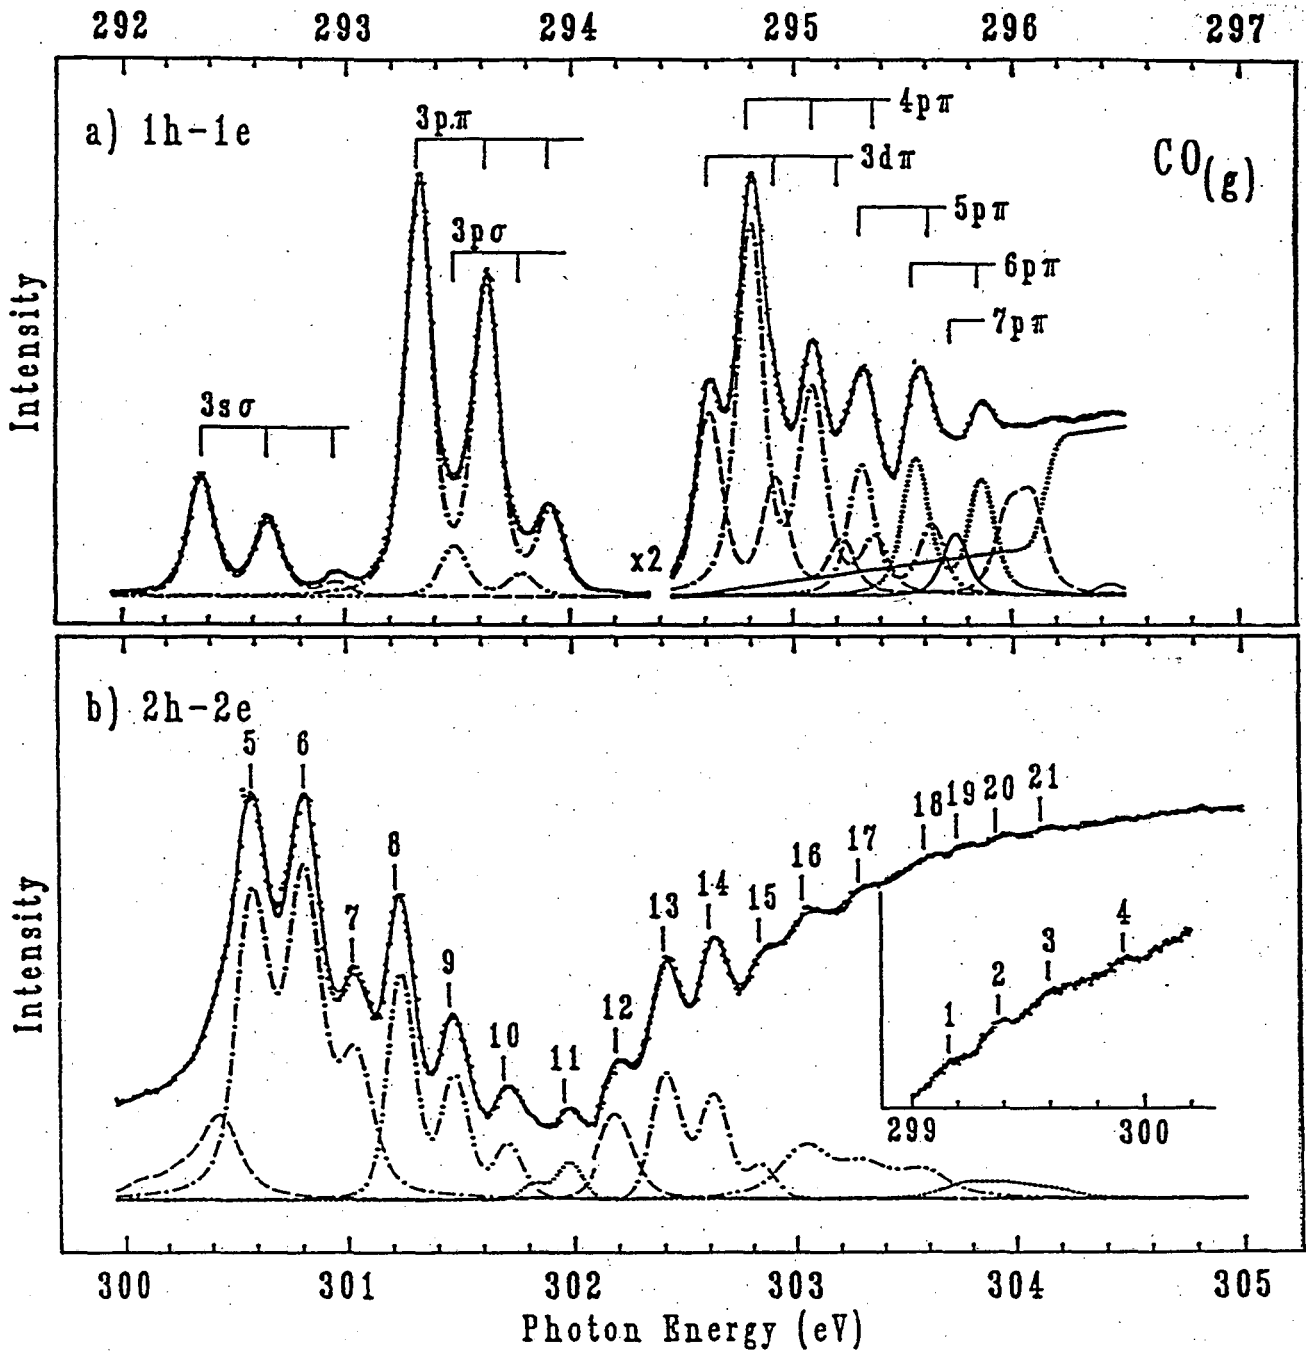 292 293 294 295 296 297
a) 1h-1e
CO(g)
3sσ
3p.π
3pσ
4pπ
3dπ
5pπ
6pπ
7pπ
x2
Intensity
b) 2h-2e
5 6 7 8 9 10 11 12 13 14 15 16 17 18 19 20 21
1 2 3 4
299 300
Intensity
300 301 302 303 304 305
Photon Energy (eV)